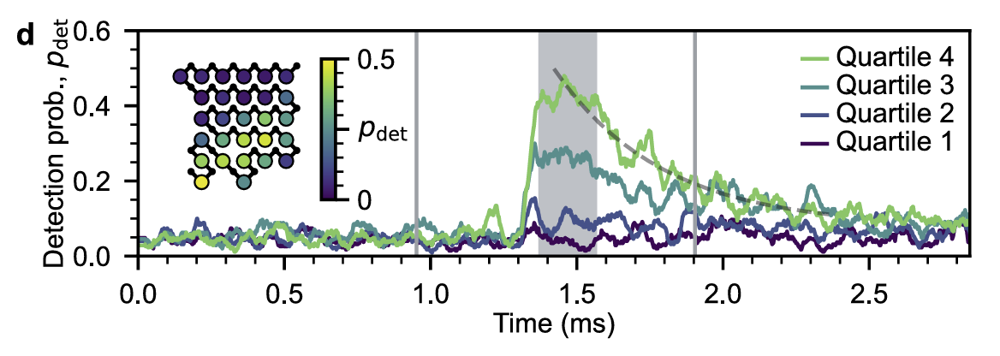 d
Detection prob., p_det
0.6
0.4
0.2
0.0
0.5
p_det
0
Quartile 4
Quartile 3
Quartile 2
Quartile 1
0.0 0.5 1.0 1.5 2.0 2.5
Time (ms)